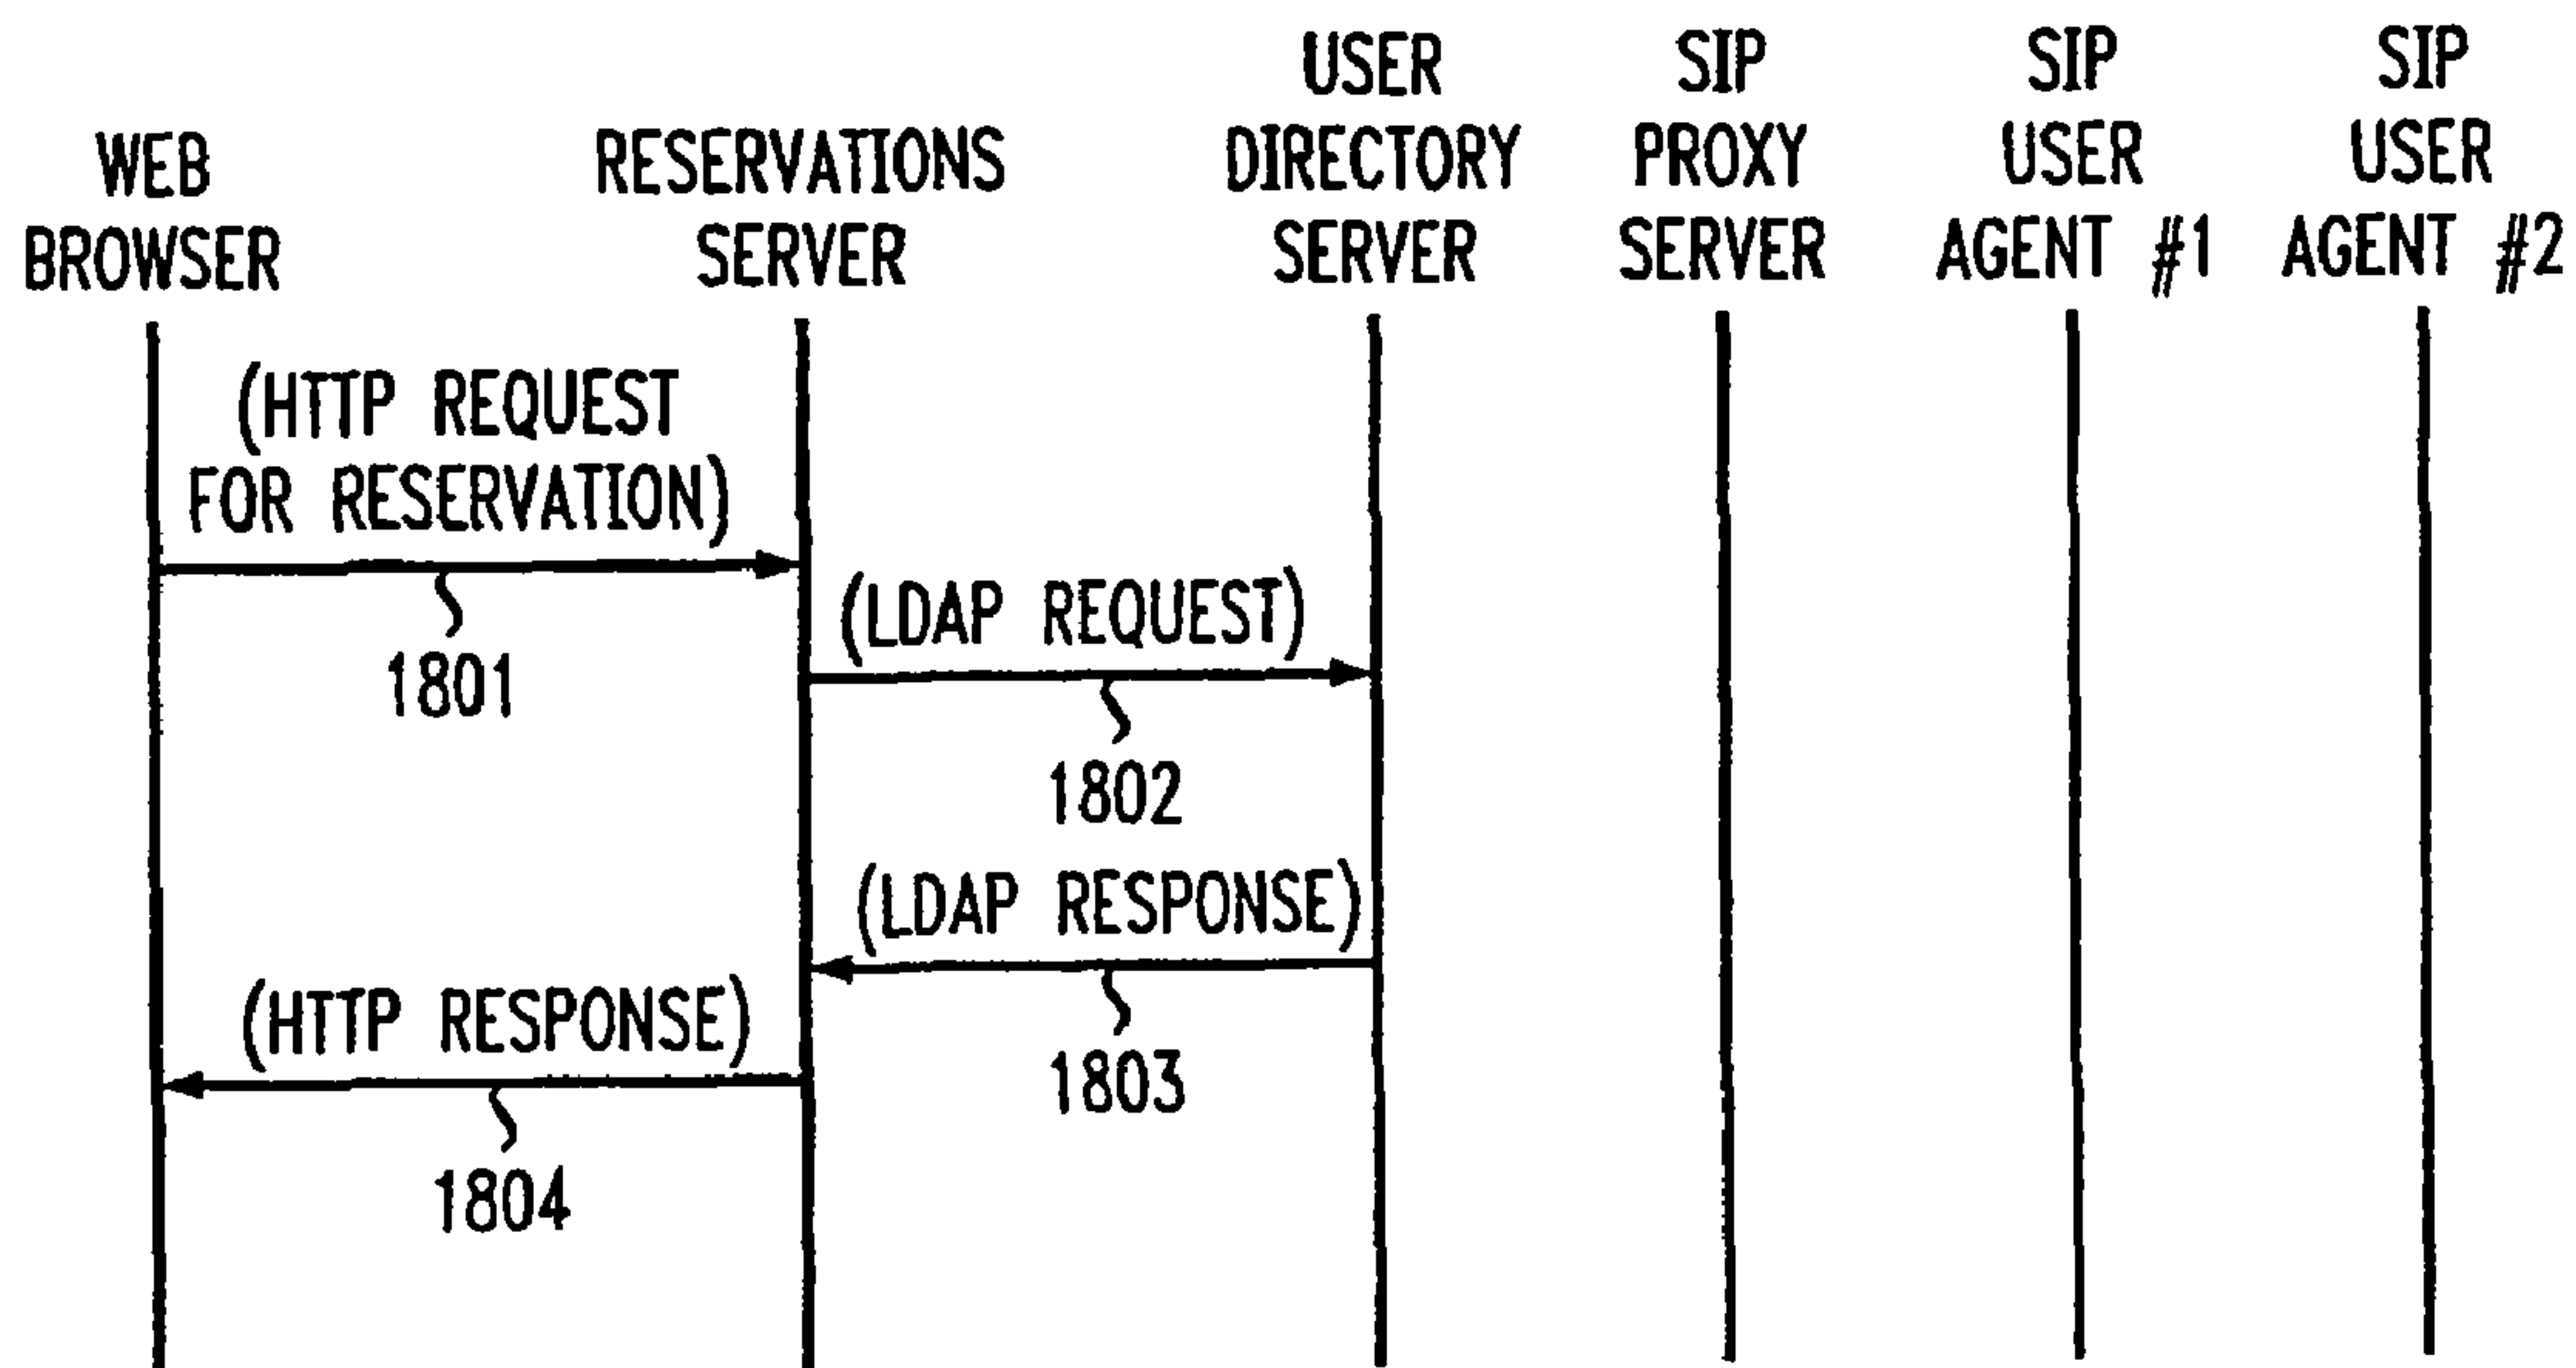 WEB
BROWSER
RESERVATIONS
SERVER
USER
DIRECTORY
SERVER
SIP
PROXY
SERVER
SIP
USER
AGENT #1
SIP
USER
AGENT #2
(HTTP REQUEST
FOR RESERVATION)
1801
(LDAP REQUEST)
1802
(LDAP RESPONSE)
1803
(HTTP RESPONSE)
1804